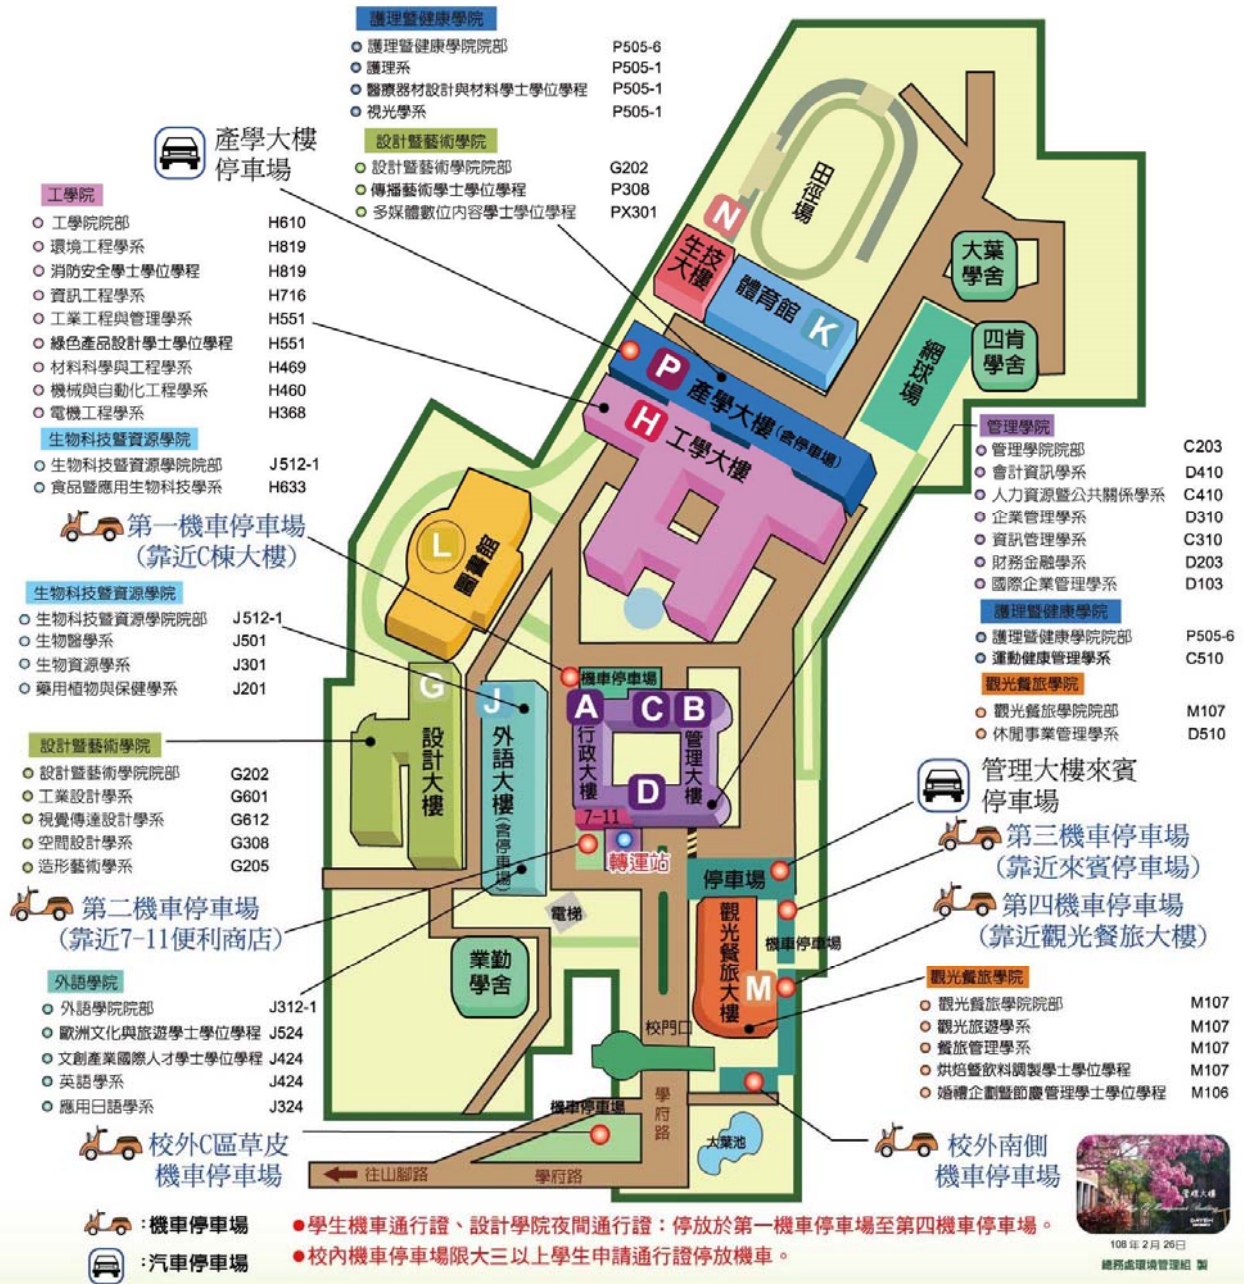 護理暨健康學院
護理暨健康學院院部 P505-6
護理系 P505-1
醫療器材設計與材料學士學位學程 P505-1
視光學系 P505-1
設計暨藝術學院
設計暨藝術學院院部 G202
傳播藝術學士學位學程 P308
多媒體數位內容學士學位學程 PX301
產學大樓
停車場
工學院
工學院院部 H610
環境工程學系 H819
消防安全學士學位學程 H819
資訊工程學系 H716
工業工程與管理學系 H551
綠色產品設計學士學位學程 H551
材料科學與工程學系 H469
機械與自動化工程學系 H460
電機工程學系 H368
生物科技暨資源學院
生物科技暨資源學院院部 J512-1
食品暨應用生物科技學系 H633
第一機車停車場
(靠近C棟大樓)
生物科技暨資源學院
生物科技暨資源學院院部 J512-1
生物醫學系 J501
生物資源學系 J301
藥用植物與保健學系 J201
設計暨藝術學院
設計暨藝術學院院部 G202
工業設計學系 G601
視覺傳達設計學系 G612
空間設計學系 G308
造形藝術學系 G205
第二機車停車場
(靠近7-11便利商店)
外語學院
外語學院院部 J312-1
歐洲文化與旅遊學士學位學程 J524
文創產業國際人才學士學位學程 J424
英語學系 J424
應用日語學系 J324
校外C區草皮
機車停車場
田徑場
N
生技大樓
體育館
K
大葉學舍
四肯學舍
網球場
P
產學大樓(含停車場)
H
工學大樓
L
圖書館
G
設計大樓
J
外語大樓(含停車場)
機車停車場
A
行政大樓
C
B
管理大樓
D
7-11
轉運站
停車場
電梯
業勤學舍
觀光餐旅大樓
M
機車停車場
校門口
機車停車場
學府路
大葉池
往山腳路
學府路
管理學院
管理學院院部 C203
會計資訊學系 D410
人力資源暨公共關係學系 C410
企業管理學系 D310
資訊管理學系 C310
財務金融學系 D203
國際企業管理學系 D103
護理暨健康學院
護理暨健康學院院部 P505-6
運動健康管理學系 C510
觀光餐旅學院
觀光餐旅學院院部 M107
休閒事業管理學系 D510
管理大樓來賓
停車場
第三機車停車場
(靠近來賓停車場)
第四機車停車場
(靠近觀光餐旅大樓)
觀光餐旅學院
觀光餐旅學院院部 M107
觀光旅遊學系 M107
餐旅管理學系 M107
烘焙暨飲料調製學士學位學程 M107
婚禮企劃暨節慶管理學士學位學程 M106
校外南側
機車停車場
:機車停車場
:汽車停車場
●學生機車通行證、設計學院夜間通行證：停放於第一機車停車場至第四機車停車場。
●校內機車停車場限大三以上學生申請通行證停放機車。
管理大樓
108年2月26日
總務處環境管理組 製